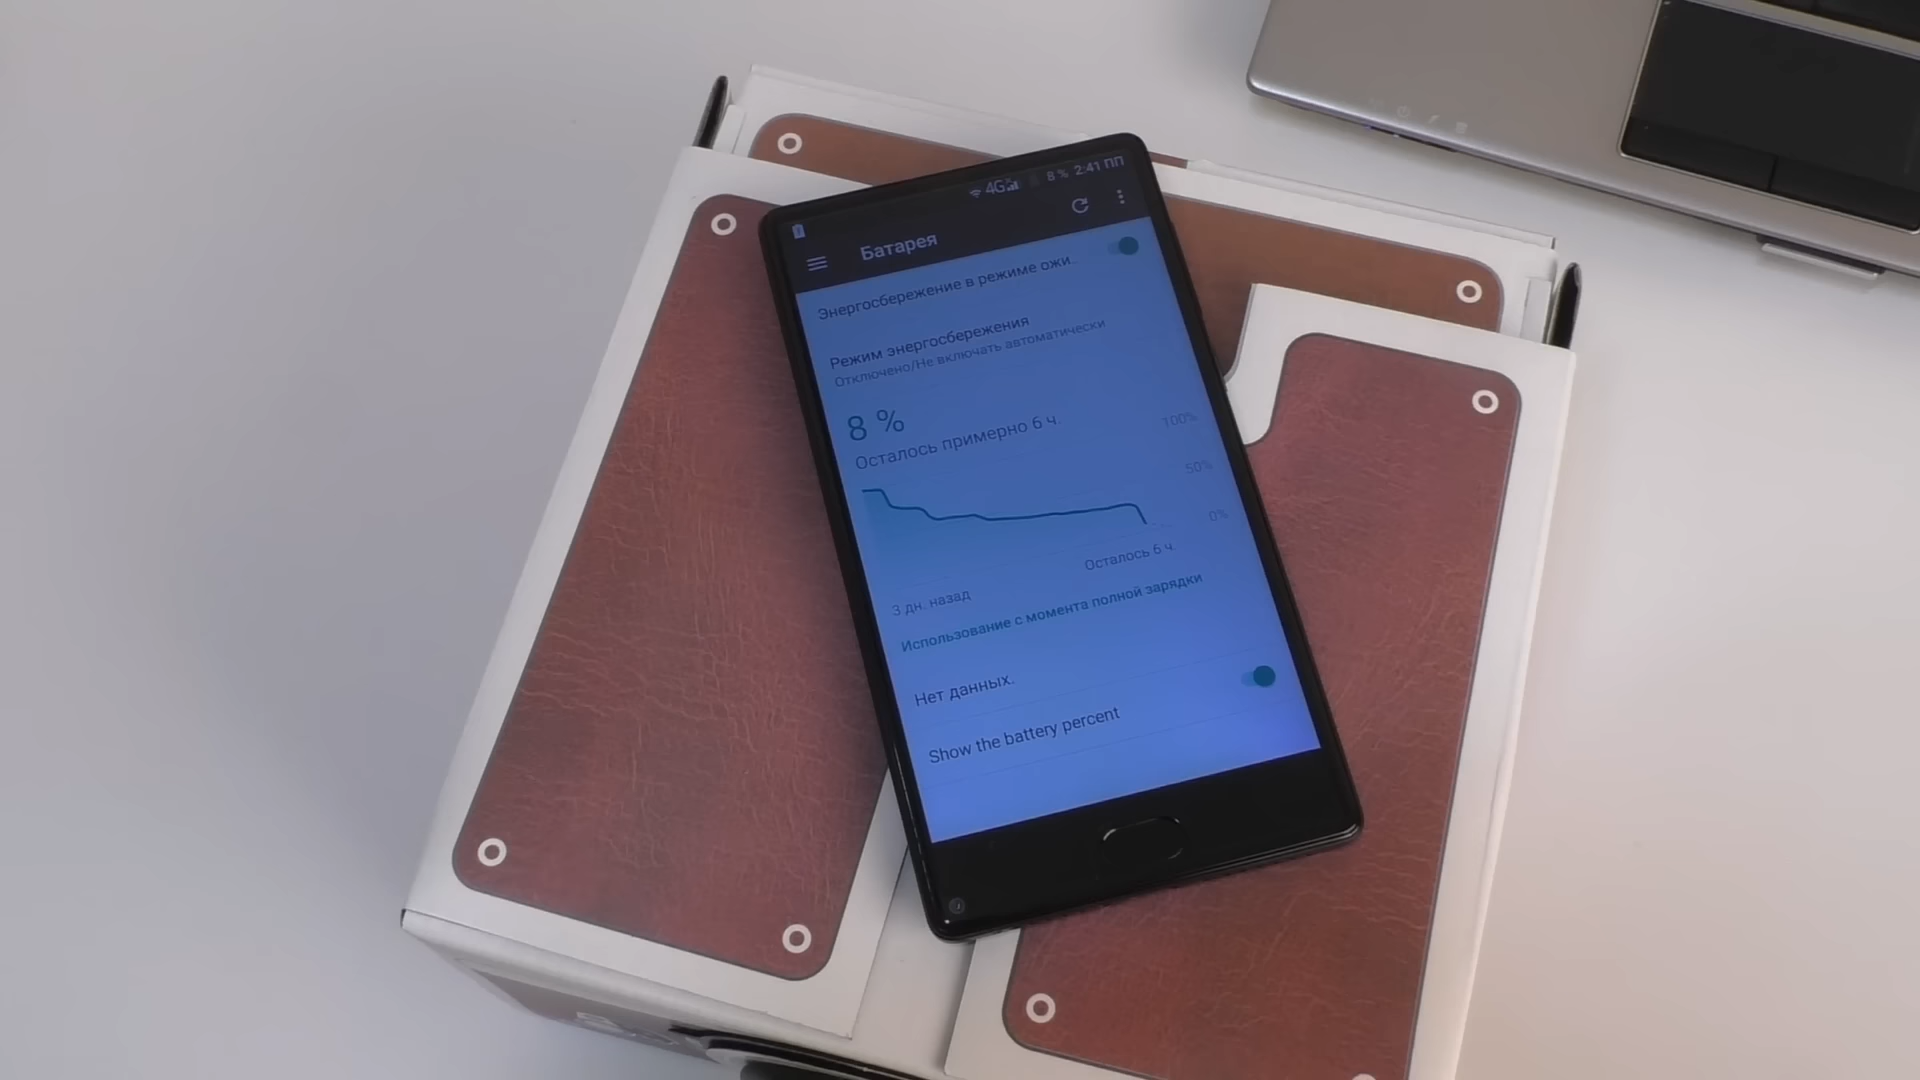 4G 8 % 2:41 ПП
Батарея
Энергосбережение в режиме ожи..
Режим энергосбережения
Отключено/Не включать автоматически
8 %
Осталось примерно 6 ч.
100%
50%
0%
Осталось 6 ч.
3 дн. назад
Использование с момента полной зарядки
Нет данных.
Show the battery percent